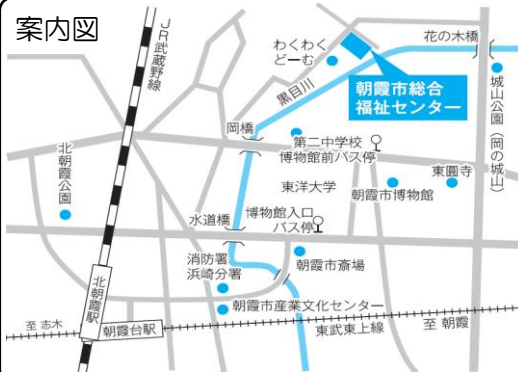 案内図
JR武蔵野線
わくわく
どーむ
花の木橋
黒目川
朝霞市総合
福祉センター
城山公園（岡の城山）
岡橋
第二中学校
博物館前バス停
東圓寺
北朝霞公園
東洋大学
朝霞市博物館
水道橋
博物館入口
バス停
消防署
浜崎分署
朝霞市斎場
北朝霞駅
朝霞市産業文化センター
至 志木
朝霞台駅
東武東上線
至 朝霞